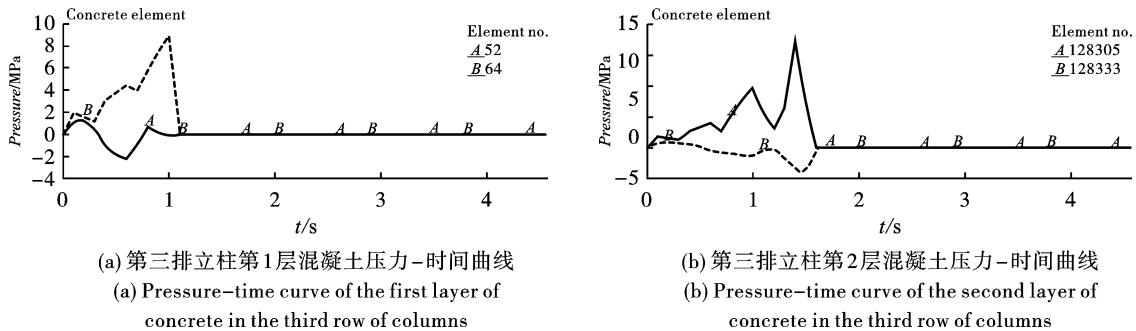 Concrete element
Element no.
A 52
B 64
Pressure/MPa
10
8
6
4
2
0
−2
−4
B
A
B
A
B
A
B
A
B
A
0
1
2
3
4
t/s
(a) 第三排立柱第1层混凝土压力–时间曲线
(a) Pressure–time curve of the first layer of
concrete in the third row of columns
Concrete element
Element no.
A 128305
B 128333
Pressure/MPa
15
10
5
0
−5
B
A
B
A
B
A
B
A
B
A
0
1
2
3
4
t/s
(b) 第三排立柱第2层混凝土压力–时间曲线
(b) Pressure–time curve of the second layer of
concrete in the third row of columns